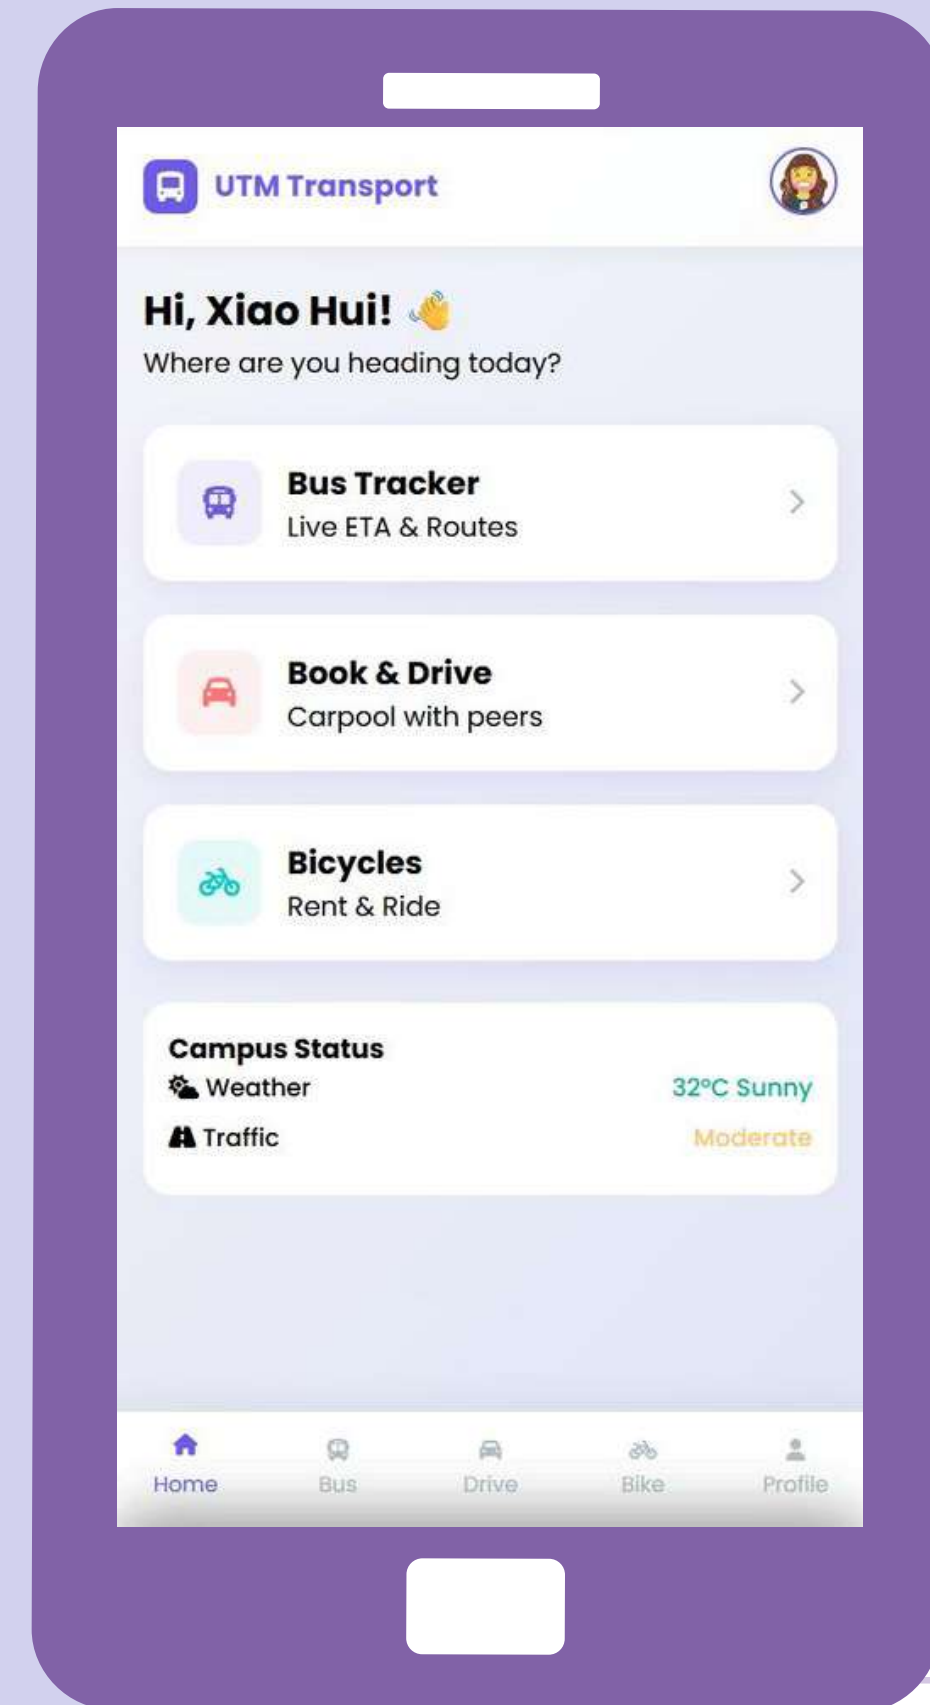 UTM Transport
Hi, Xiao Hui! 👋
Where are you heading today?
Bus Tracker
Live ETA & Routes
Book & Drive
Carpool with peers
Bicycles
Rent & Ride
Campus Status
Weather 32°C Sunny
Traffic Moderate
Home Bus Drive Bike Profile